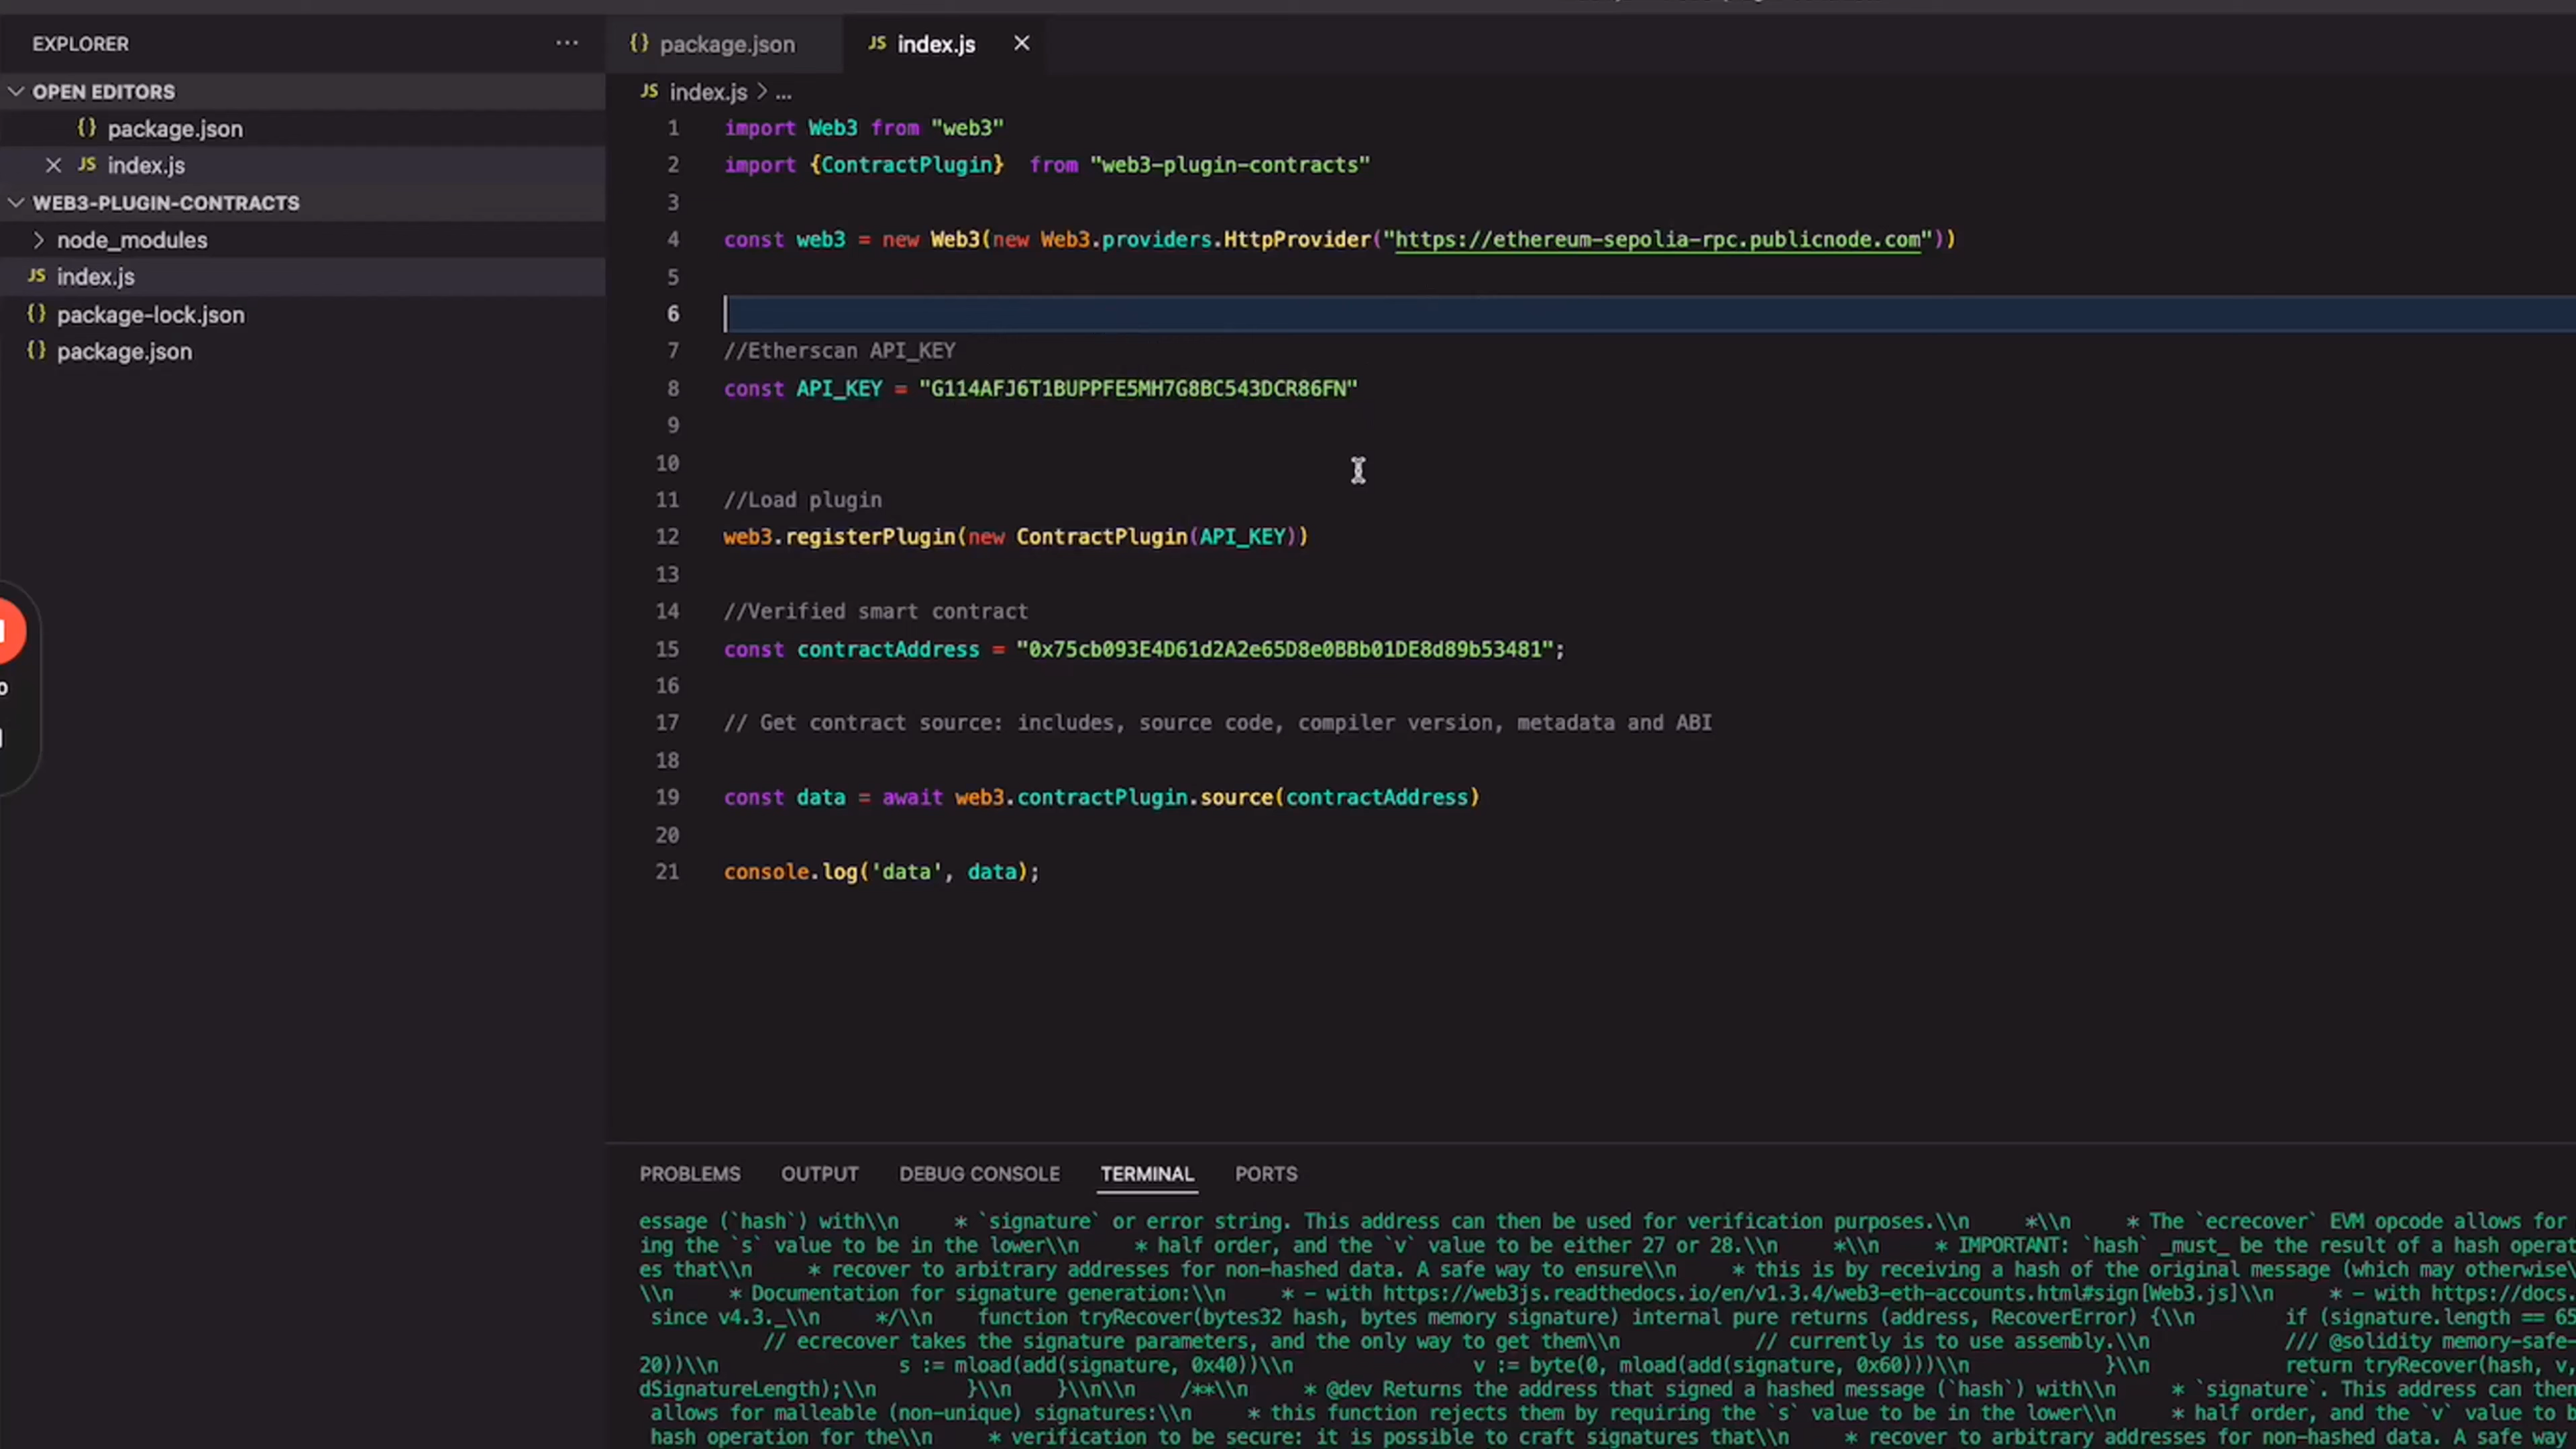 EXPLORER
OPEN EDITORS
{} package.json
JS index.js
WEB3-PLUGIN-CONTRACTS
node_modules
JS index.js
{} package-lock.json
{} package.json
{} package.json JS index.js
JS index.js > ...
1 import Web3 from "web3"
2 import {ContractPlugin} from "web3-plugin-contracts"
3
4 const web3 = new Web3(new Web3.providers.HttpProvider("https://ethereum-sepolia-rpc.publicnode.com"))
5
6
7 //Etherscan API_KEY
8 const API_KEY = "G114AFJ6T1BUPPFE5MH7G8BC543DCR86FN"
9
10
11 //Load plugin
12 web3.registerPlugin(new ContractPlugin(API_KEY))
13
14 //Verified smart contract
15 const contractAddress = "0x75cb093E4D61d2A2e65D8e0BBb01DE8d89b53481";
16
17 // Get contract source: includes, source code, compiler version, metadata and ABI
18
19 const data = await web3.contractPlugin.source(contractAddress)
20
21 console.log('data', data);
PROBLEMS OUTPUT DEBUG CONSOLE TERMINAL PORTS
essage (`hash`) with\\n * `signature` or error string. This address can then be used for verification purposes.\\n *\\n * The `ecrecover` EVM opcode allows for
ing the `s` value to be in the lower\\n * half order, and the `v` value to be either 27 or 28.\\n *\\n * IMPORTANT: `hash` _must_ be the result of a hash operat
es that\\n * recover to arbitrary addresses for non-hashed data. A safe way to ensure\\n * this is by receiving a hash of the original message (which may otherwise\
\\n * Documentation for signature generation:\\n * - with https://web3js.readthedocs.io/en/v1.3.4/web3-eth-accounts.html#sign[Web3.js]\\n * - with https://docs.
since v4.3._\\n */\\n function tryRecover(bytes32 hash, bytes memory signature) internal pure returns (address, RecoverError) {\\n if (signature.length == 65
// ecrecover takes the signature parameters, and the only way to get them\\n // currently is to use assembly.\\n /// @solidity memory-safe-
20))\\n s := mload(add(signature, 0x40))\\n v := byte(0, mload(add(signature, 0x60)))\\n }\\n return tryRecover(hash, v,
dSignatureLength);\\n }\\n }\\n\\n /**\\n * @dev Returns the address that signed a hashed message (`hash`) with\\n * `signature`. This address can then
allows for malleable (non-unique) signatures:\\n * this function rejects them by requiring the `s` value to be in the lower\\n * half order, and the `v` value to b
hash operation for the\\n * verification to be secure: it is possible to craft signatures that\\n * recover to arbitrary addresses for non-hashed data. A safe way